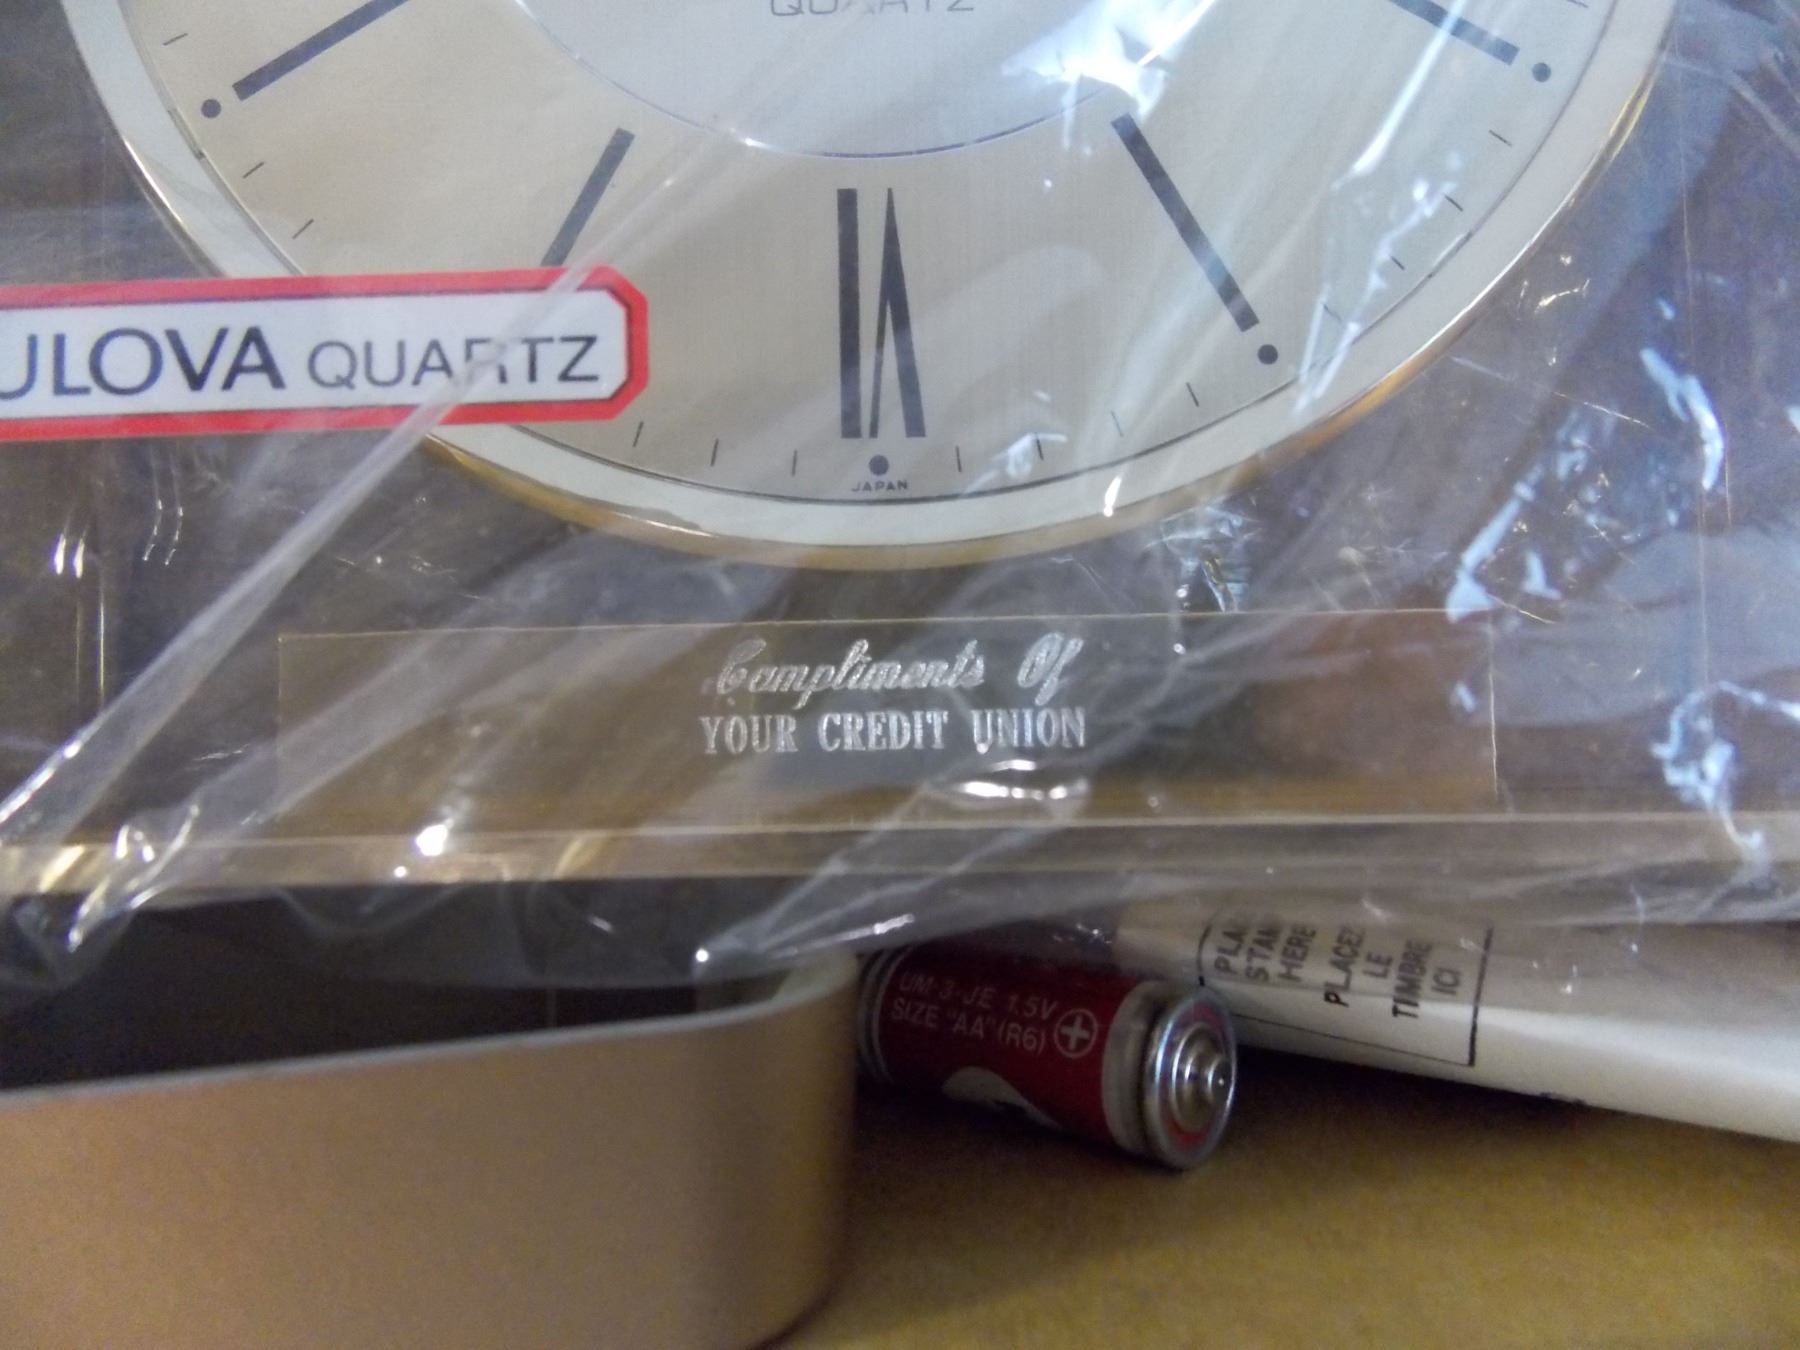 QUARTZ
ULOVA QUARTZ
VI
JAPAN
Compliments Of
YOUR CREDIT UNION
UM-3-JE 1.5V
SIZE "AA" (R6) +
STAMP
HERE
PLACEZ
LE
TIMBRE
ICI